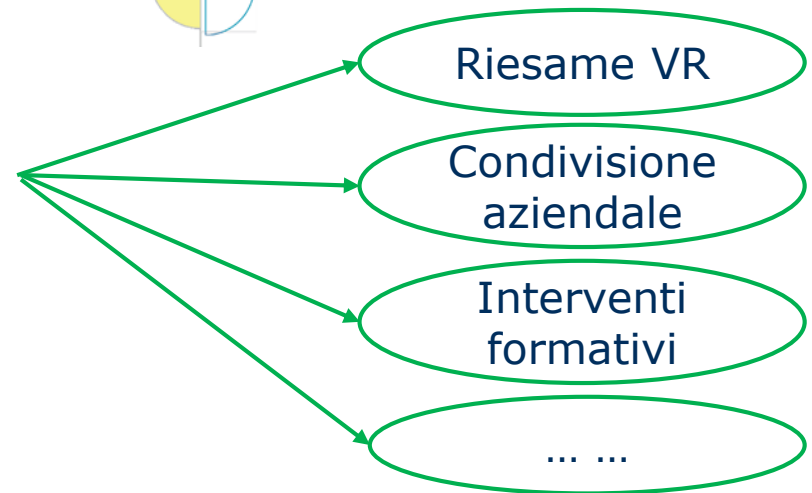 Riesame VR
Condivisione
aziendale
Interventi
formativi
... ...